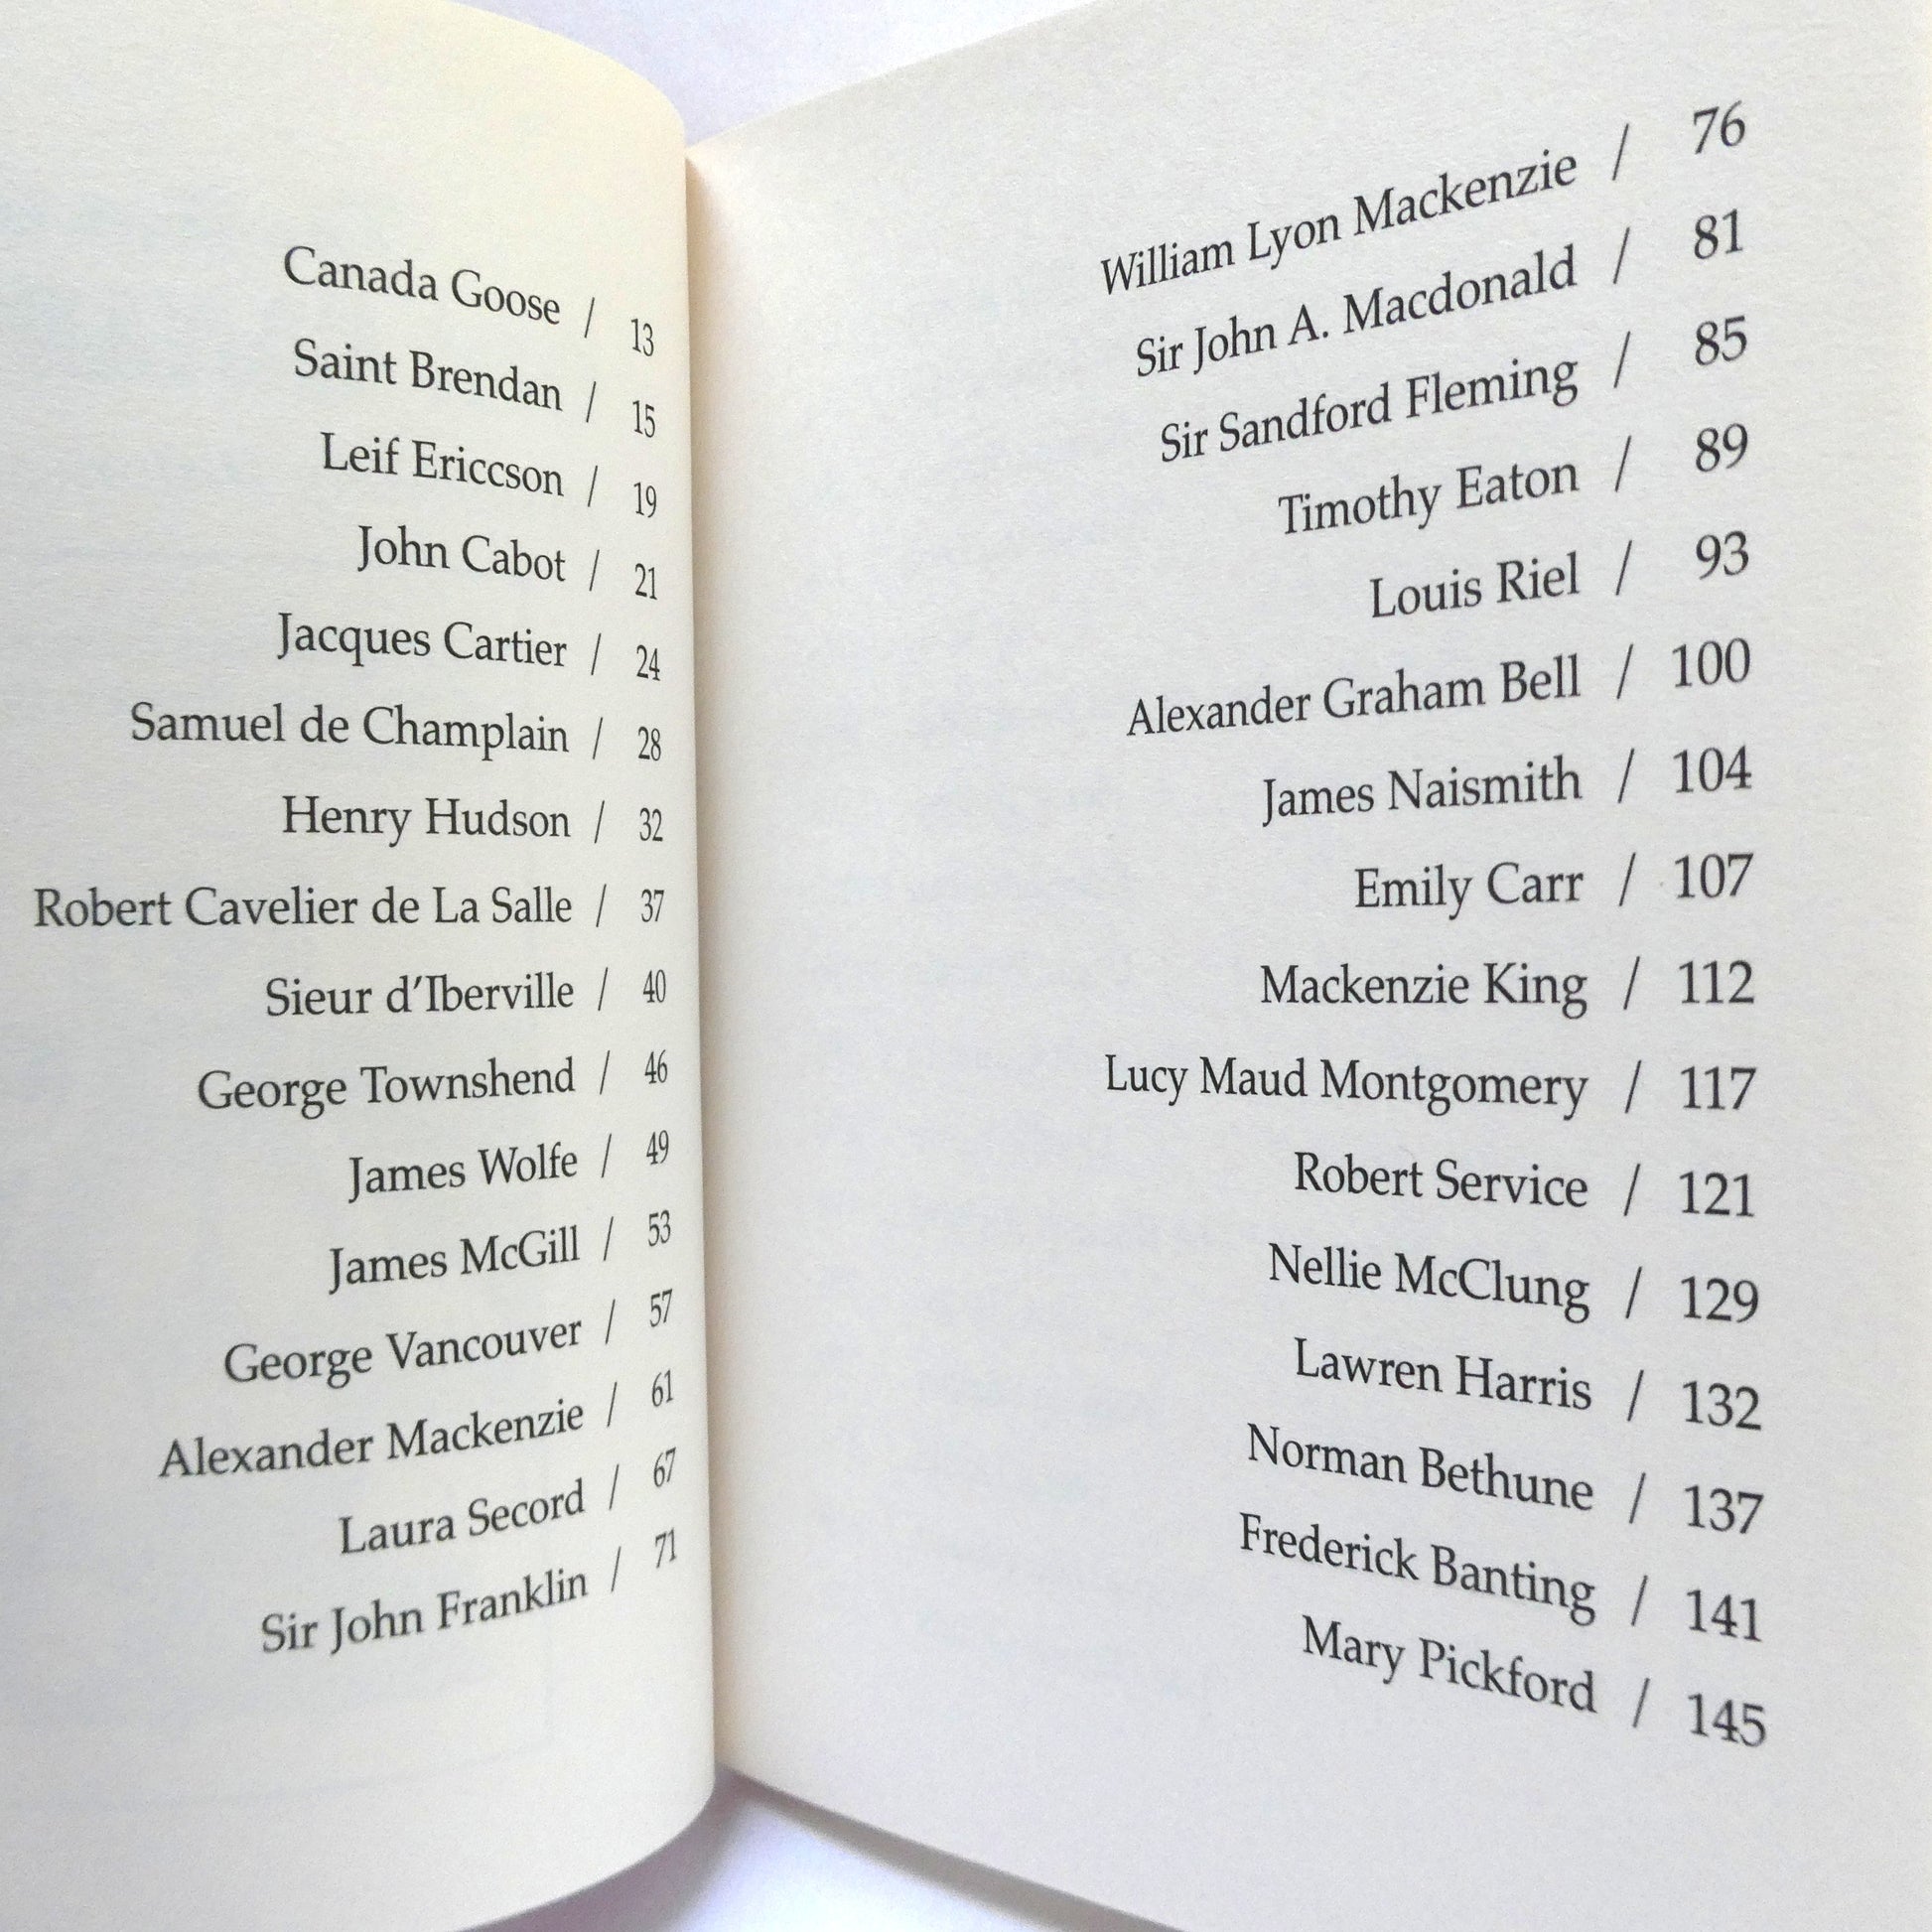 Canada Goose / 13
Saint Brendan / 15
Leif Ericcson / 19
John Cabot / 21
Jacques Cartier / 24
Samuel de Champlain / 28
Henry Hudson / 32
Robert Cavelier de La Salle / 37
Sieur d'Iberville / 40
George Townshend / 46
James Wolfe / 49
James McGill / 53
George Vancouver / 57
Alexander Mackenzie / 61
Laura Secord / 67
Sir John Franklin / 71
William Lyon Mackenzie / 76
Sir John A. Macdonald / 81
Sir Sandford Fleming / 85
Timothy Eaton / 89
Louis Riel / 93
Alexander Graham Bell / 100
James Naismith / 104
Emily Carr / 107
Mackenzie King / 112
Lucy Maud Montgomery / 117
Robert Service / 121
Nellie McClung / 129
Lawren Harris / 132
Norman Bethune / 137
Frederick Banting / 141
Mary Pickford / 145